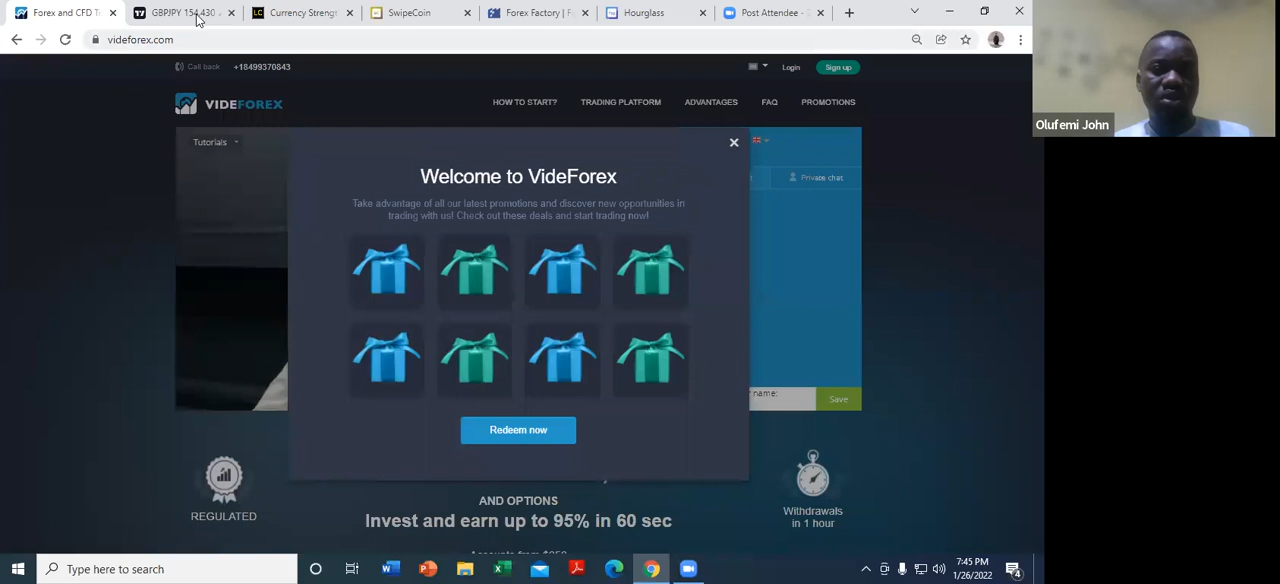 Forex and CFD T
GBPJPY 154.430
Currency Streng
SwipeCoin
Forex Factory | F
Hourglass
Post Attendee -
videforex.com
Call back
+18499370843
Login
Sign up
VIDEFOREX
HOW TO START?
TRADING PLATFORM
ADVANTAGES
FAQ
PROMOTIONS
Tutorials
Private chat
Welcome to VideForex
Take advantage of all our latest promotions and discover new opportunities in
trading with us! Check out these deals and start trading now!
name:
Save
Redeem now
REGULATED
AND OPTIONS
Invest and earn up to 95% in 60 sec
Withdrawals
in 1 hour
Olufemi John
Type here to search
7:45 PM
1/26/2022
4